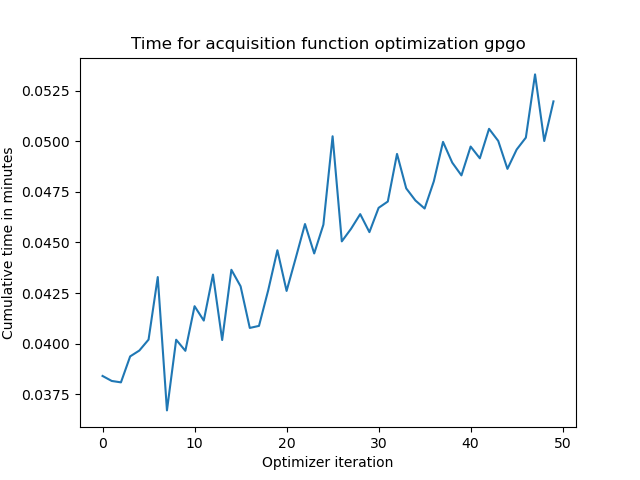 Time for acquisition function optimization gpgo
Cumulative time in minutes
0.0525
0.0500
0.0475
0.0450
0.0425
0.0400
0.0375
0 10 20 30 40 50
Optimizer iteration